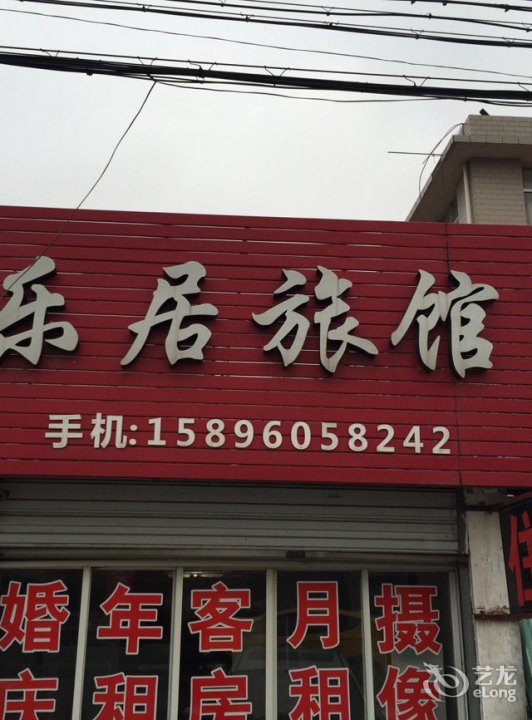 乐居旅馆
手机:15896058242
婚年客月摄
庆租房租像
住
艺龙
eLong